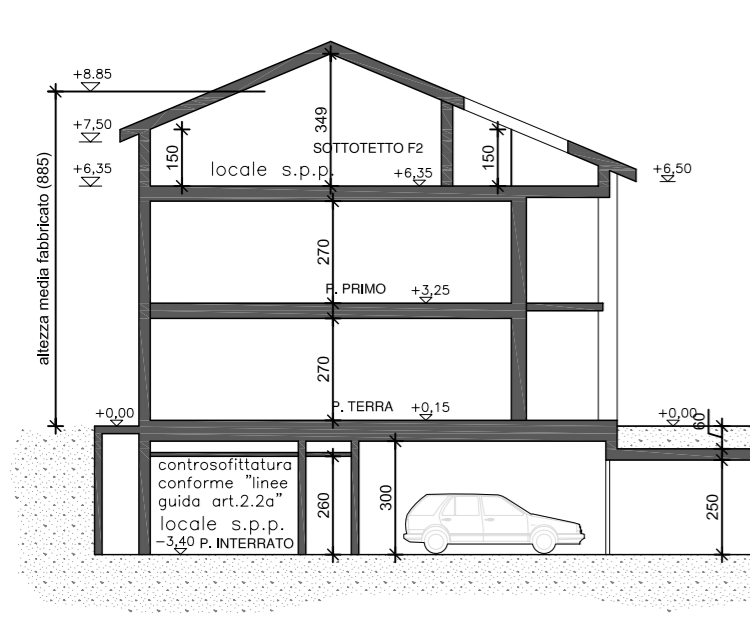 +8.85
+7,50
349
SOTTOTETTO F2
150
150
+6,35
locale s.p.p.
+6,35
+6,50
altezza media fabbricato (885)
270
P. PRIMO
+3,25
270
P. TERRA
+0,15
+0,00
+0,00
60
controsofittatura
conforme "linee
guida art.2.2a"
locale s.p.p.
-3,40 P. INTERRATO
260
300
250